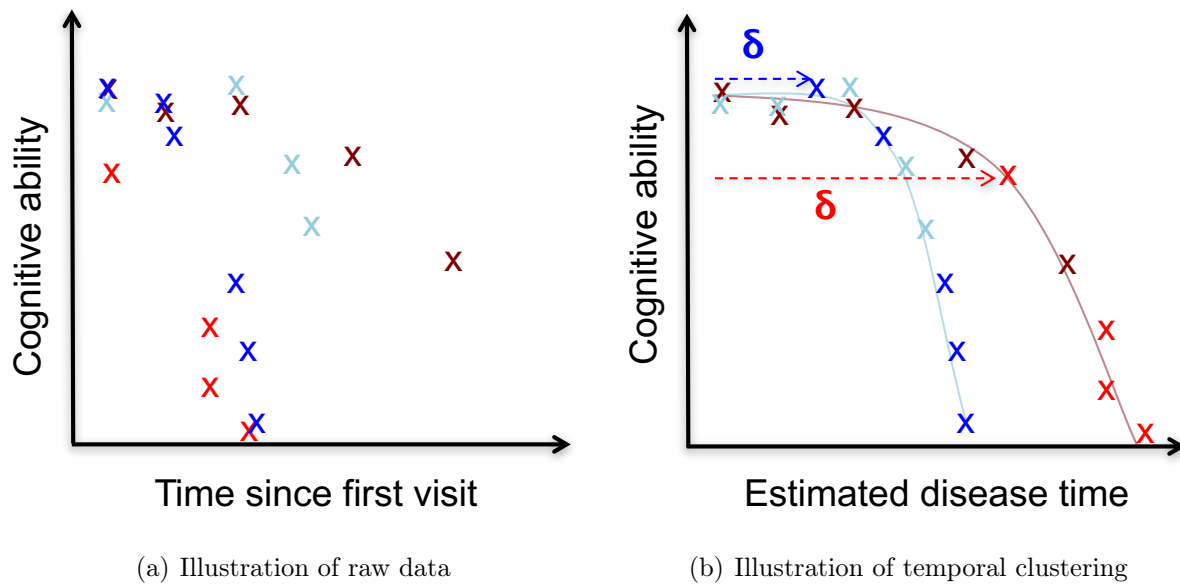 Cognitive ability
Time since first visit
(a) Illustration of raw data
δ
δ
Cognitive ability
Estimated disease time
(b) Illustration of temporal clustering